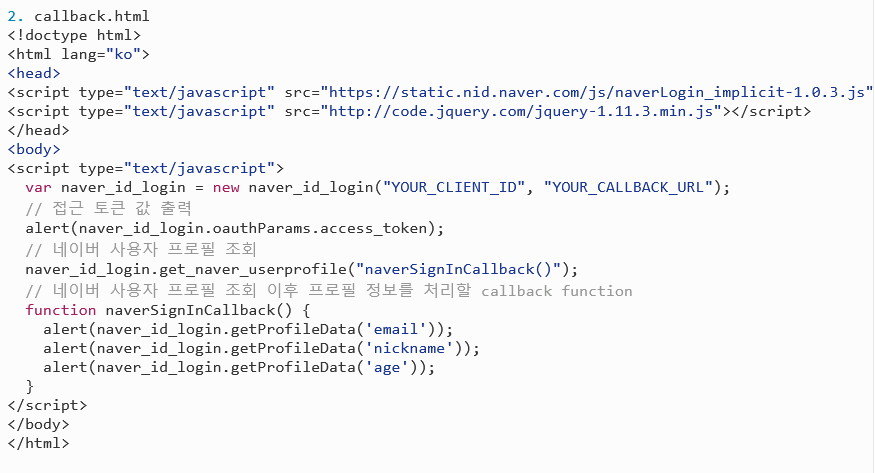 2. callback.html
<!doctype html>
<html lang="ko">
<head>
<script type="text/javascript" src="https://static.nid.naver.com/js/naverLogin_implicit-1.0.3.js"
<script type="text/javascript" src="http://code.jquery.com/jquery-1.11.3.min.js"></script>
</head>
<body>
<script type="text/javascript">
  var naver_id_login = new naver_id_login("YOUR_CLIENT_ID", "YOUR_CALLBACK_URL");
  // 접근 토큰 값 출력
  alert(naver_id_login.oauthParams.access_token);
  // 네이버 사용자 프로필 조회
  naver_id_login.get_naver_userprofile("naverSignInCallback()");
  // 네이버 사용자 프로필 조회 이후 프로필 정보를 처리할 callback function
  function naverSignInCallback() {
    alert(naver_id_login.getProfileData('email'));
    alert(naver_id_login.getProfileData('nickname'));
    alert(naver_id_login.getProfileData('age'));
  }
</script>
</body>
</html>